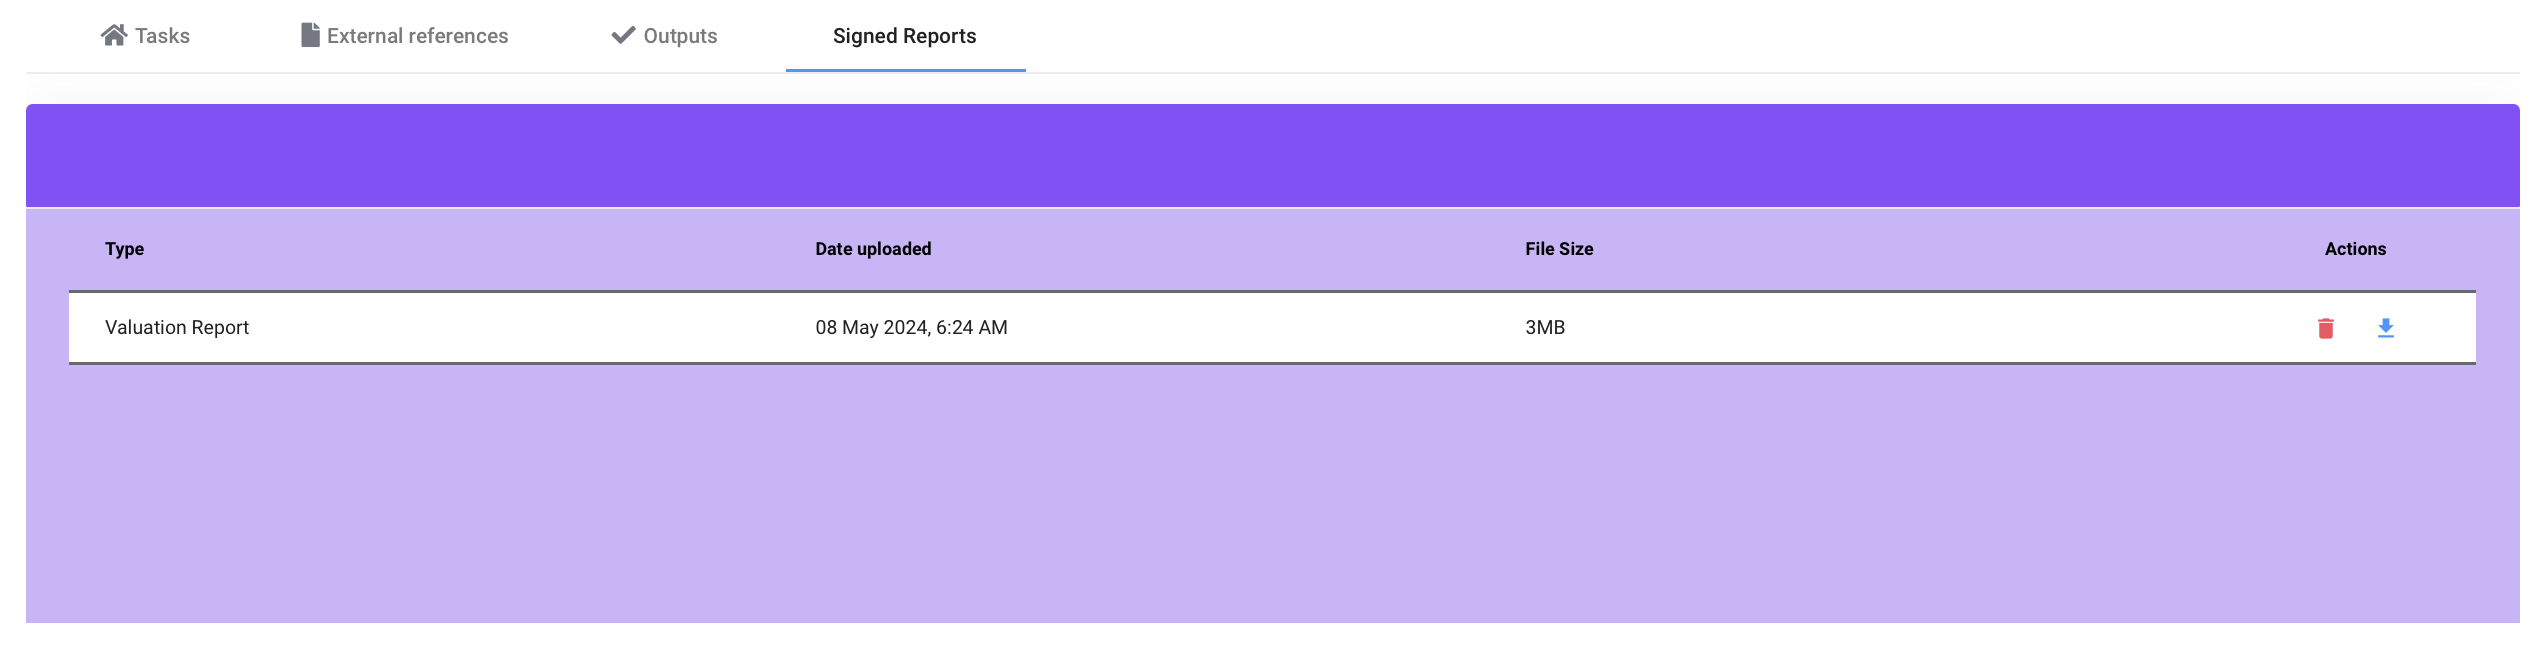 Tasks External references Outputs Signed Reports
Type Date uploaded File Size Actions
Valuation Report 08 May 2024, 6:24 AM 3MB